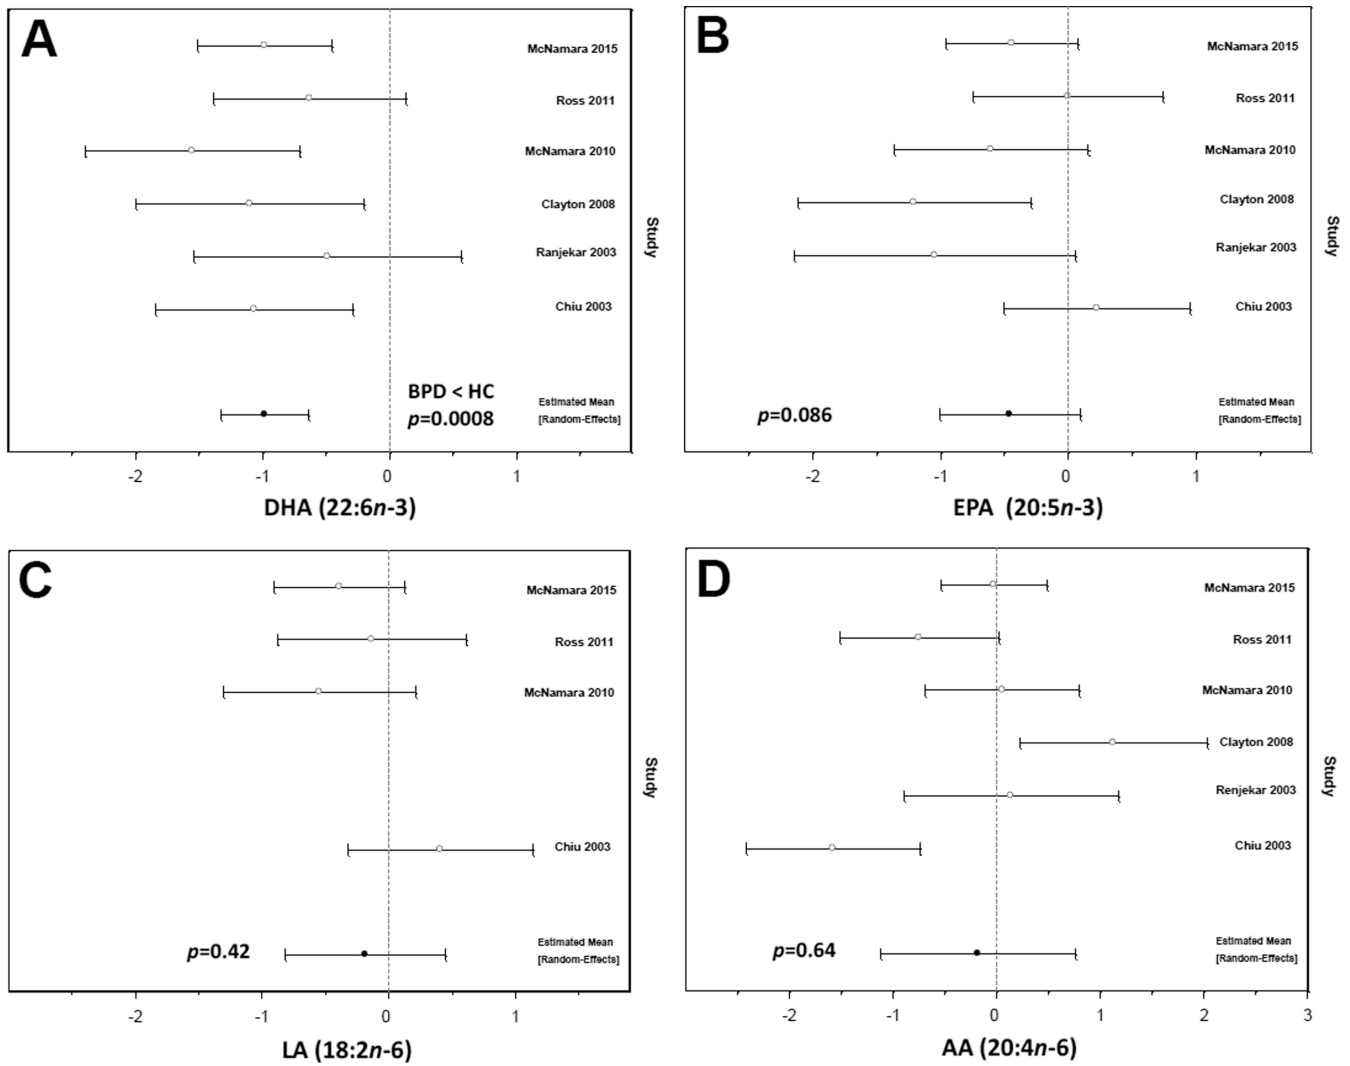 A
McNamara 2015
Ross 2011
McNamara 2010
Clayton 2008
Ranjekar 2003
Chiu 2003
Study
BPD < HC
p=0.0008
Estimated Mean
[Random-Effects]
-2 -1 0 1
DHA (22:6n-3)
B
McNamara 2015
Ross 2011
McNamara 2010
Clayton 2008
Ranjekar 2003
Chiu 2003
Study
p=0.086
Estimated Mean
[Random-Effects]
-2 -1 0 1
EPA (20:5n-3)
C
McNamara 2015
Ross 2011
McNamara 2010
Chiu 2003
Study
p=0.42
Estimated Mean
[Random-Effects]
-2 -1 0 1
LA (18:2n-6)
D
McNamara 2015
Ross 2011
McNamara 2010
Clayton 2008
Renjekar 2003
Chiu 2003
Study
p=0.64
Estimated Mean
[Random-Effects]
-2 -1 0 1 2 3
AA (20:4n-6)